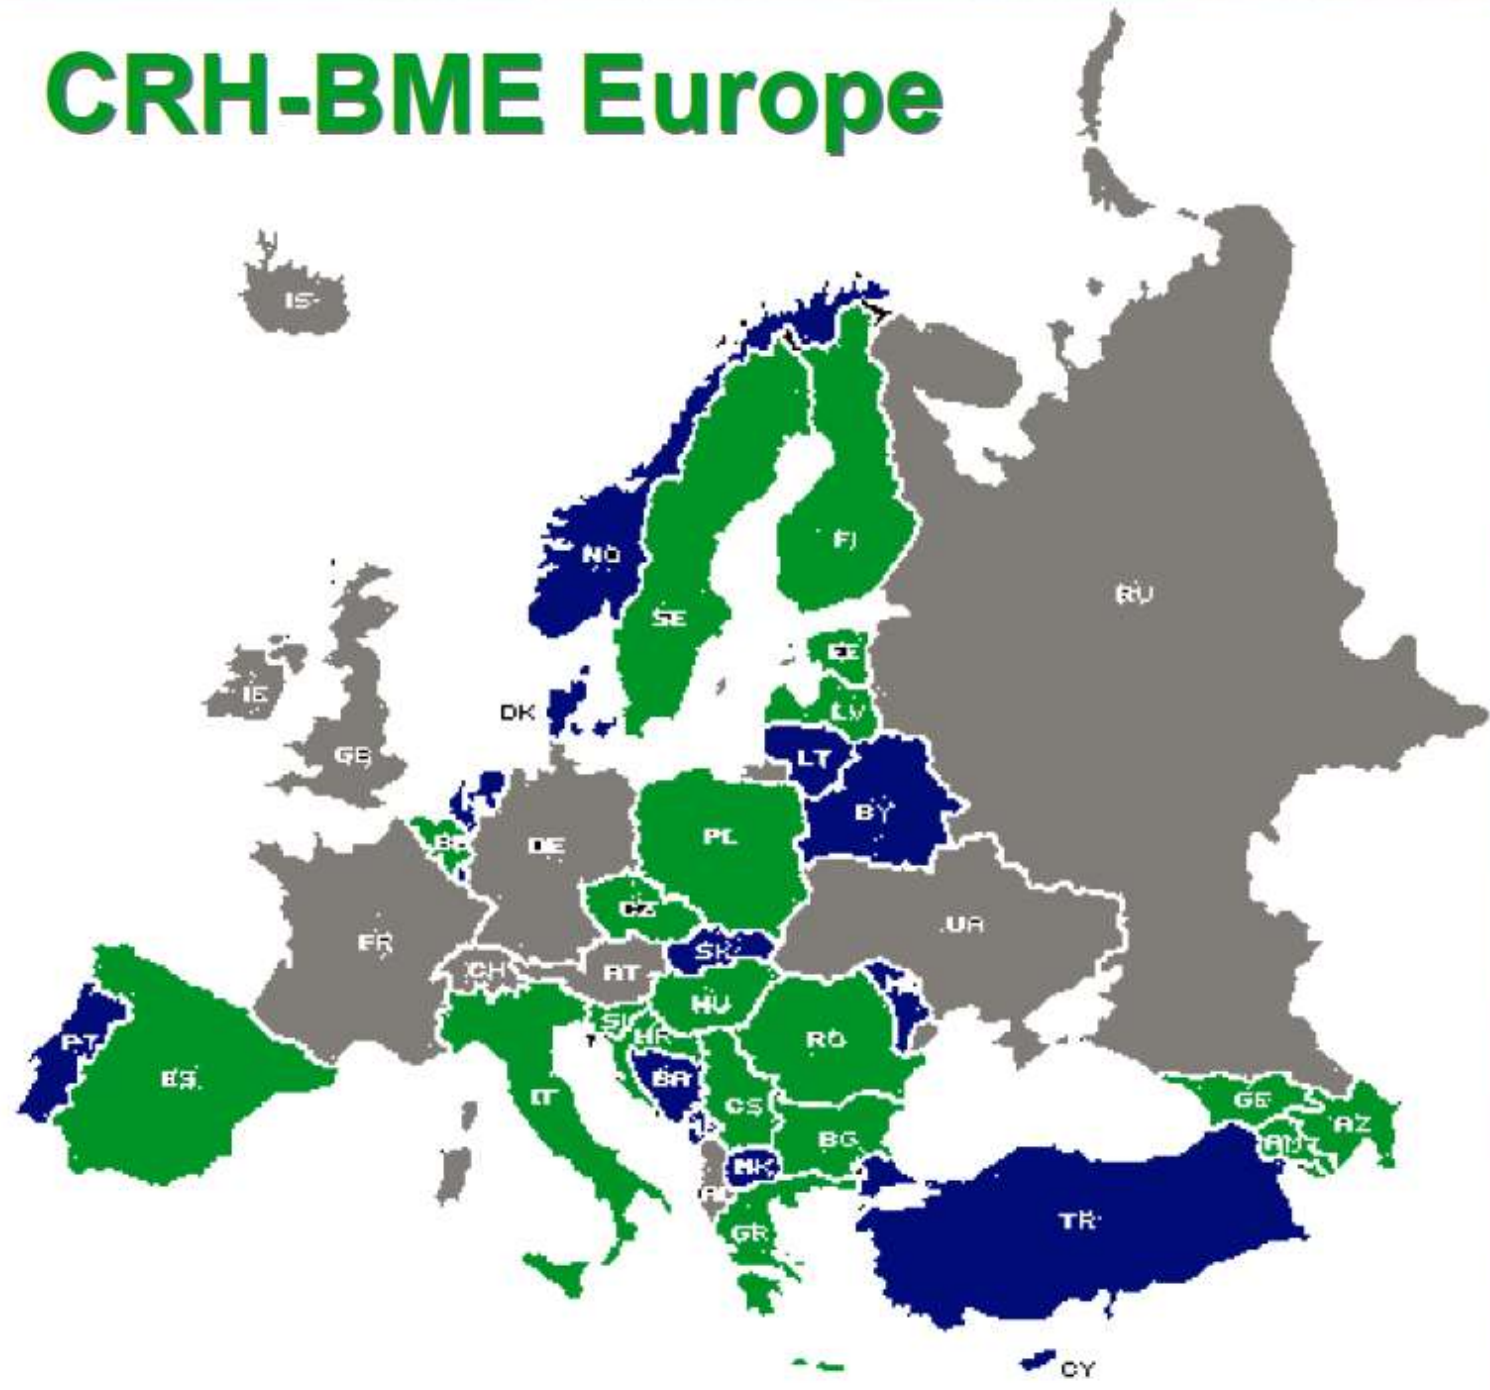 CRH-BME Europe
IS
NO
FI
SE
RU
EE
IE
LV
DK
GB
LT
BY
PL
BE
DE
CZ
UA
FR
SK
CH
AT
HU
SI
HR
RO
PT
ES
BA
IT
CS
GE
AZ
BG
MK
GR
TR
CY